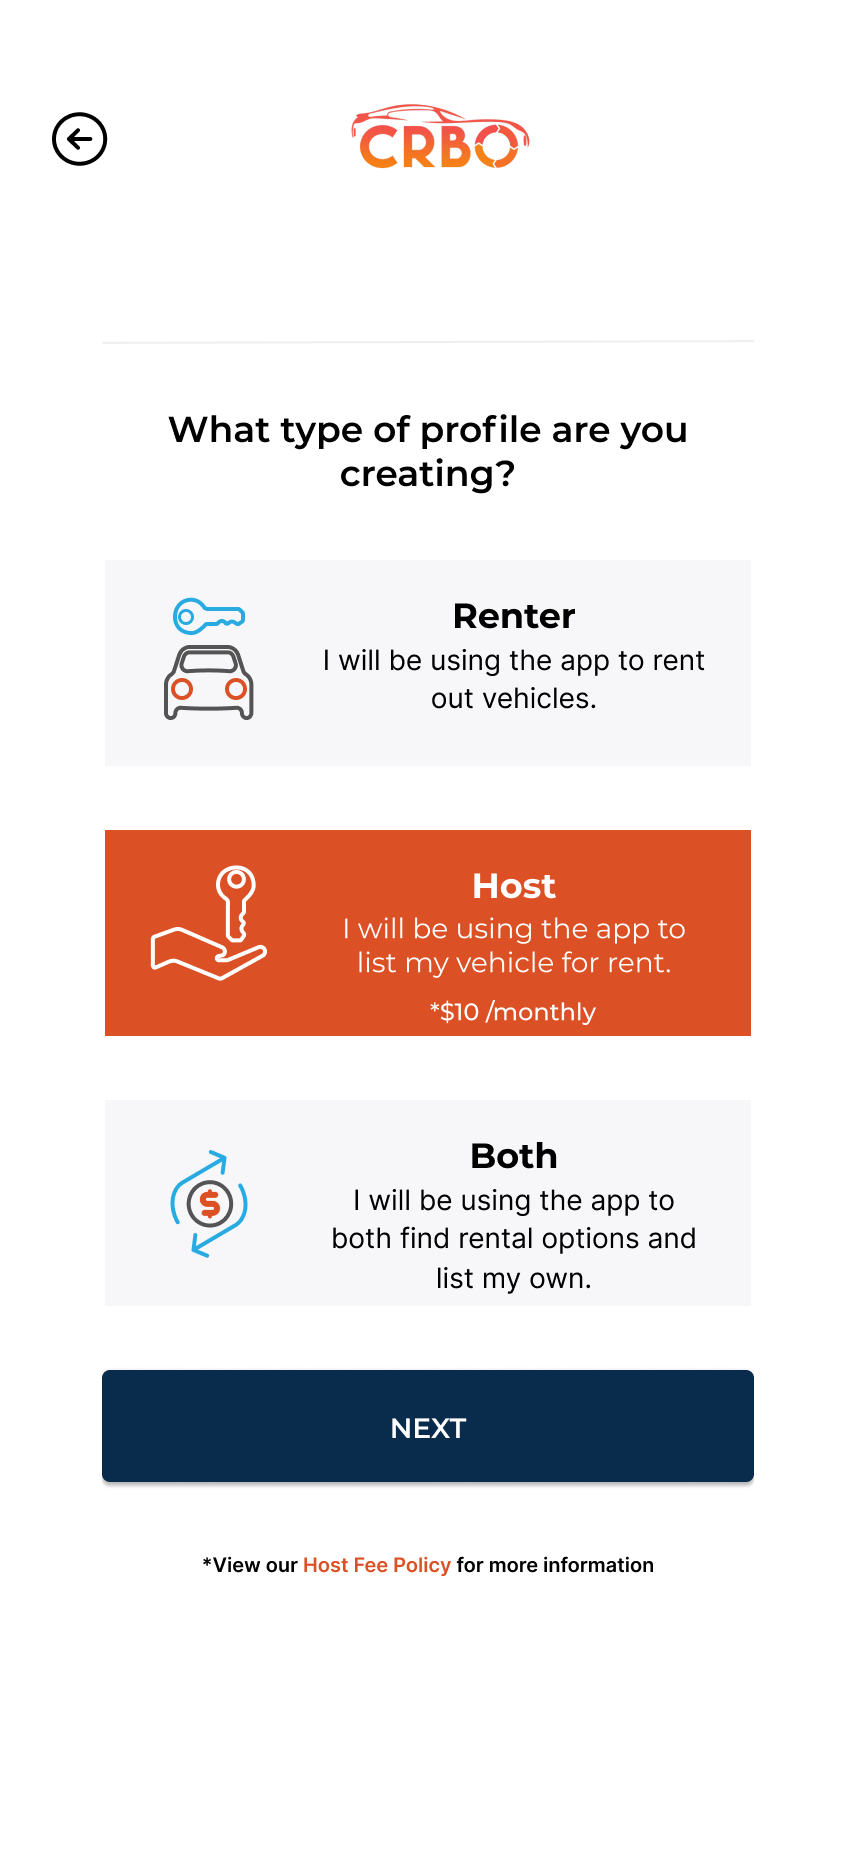 CRBO
What type of profile are you
creating?
Renter
I will be using the app to rent
out vehicles.
Host
I will be using the app to
list my vehicle for rent.
*$10 /monthly
$
Both
I will be using the app to
both find rental options and
list my own.
NEXT
*View our Host Fee Policy for more information